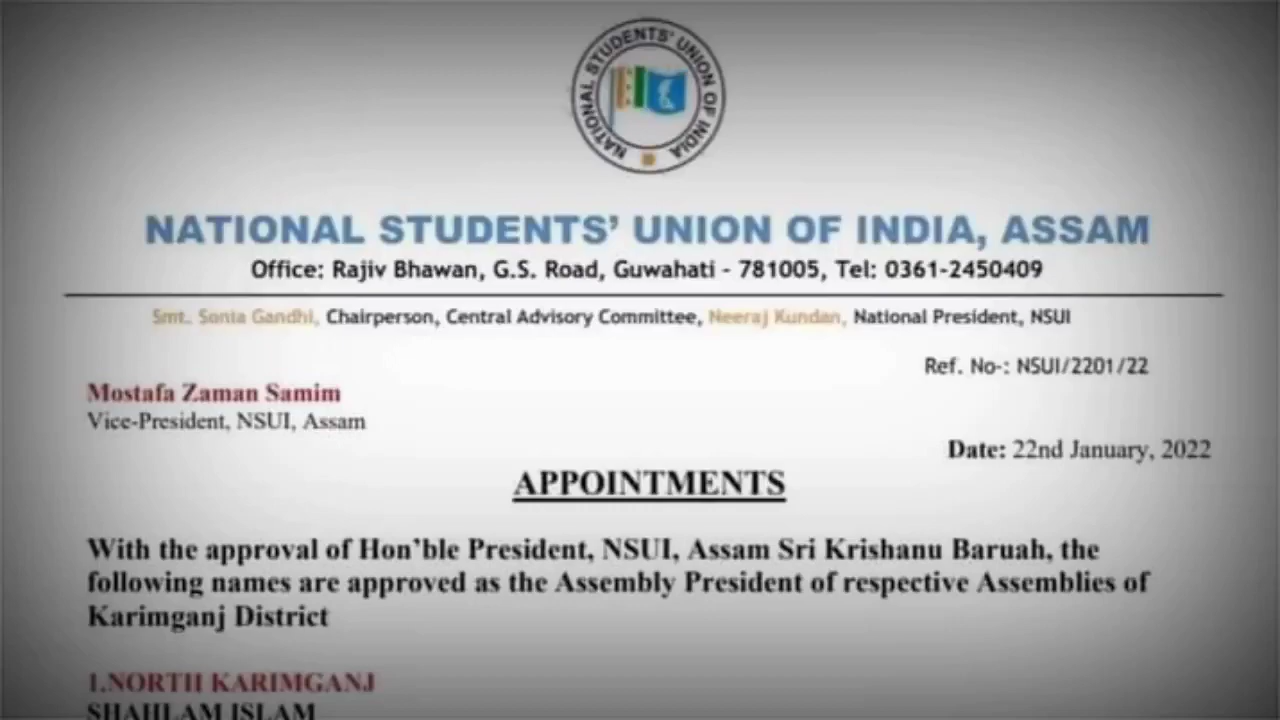 NATIONAL STUDENTS' UNION OF INDIA
NATIONAL STUDENTS' UNION OF INDIA, ASSAM
Office: Rajiv Bhawan, G.S. Road, Guwahati - 781005, Tel: 0361-2450409
Smt. Sonia Gandhi, Chairperson, Central Advisory Committee, Neeraj Kundan, National President, NSUI
Ref. No-: NSUI/2201/22
Mostafa Zaman Samim
Vice-President, NSUI, Assam
Date: 22nd January, 2022
APPOINTMENTS
With the approval of Hon'ble President, NSUI, Assam Sri Krishanu Baruah, the
following names are approved as the Assembly President of respective Assemblies of
Karimganj District
1.NORTH KARIMGANJ
SHAHLAM ISLAM